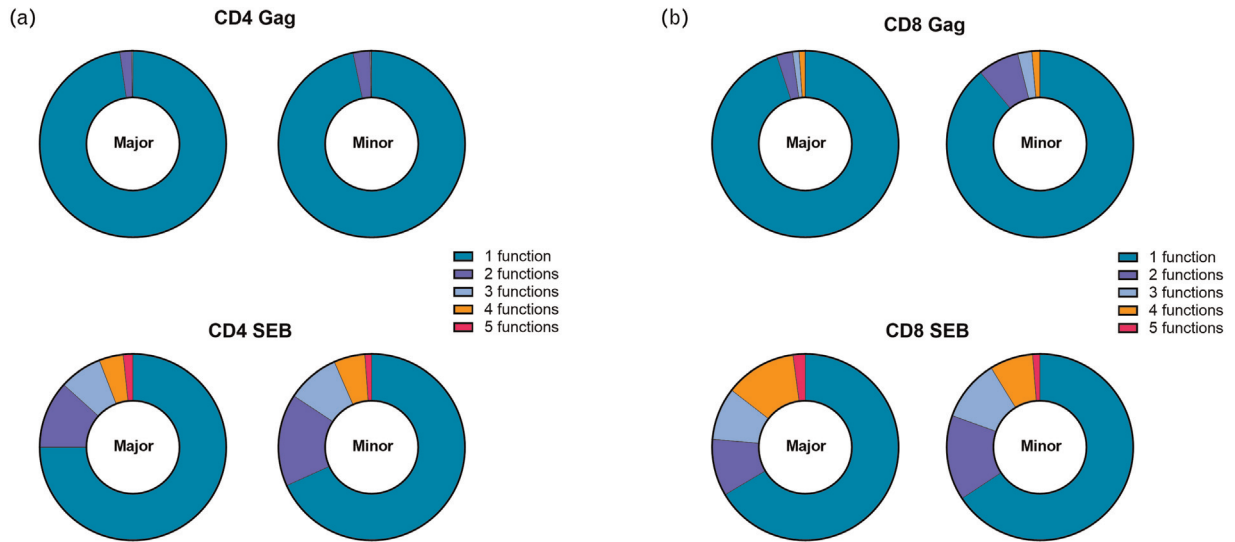 (a)
CD4 Gag
Major
Minor
1 function
2 functions
3 functions
4 functions
5 functions
CD4 SEB
Major
Minor
(b)
CD8 Gag
Major
Minor
1 function
2 functions
3 functions
4 functions
5 functions
CD8 SEB
Major
Minor